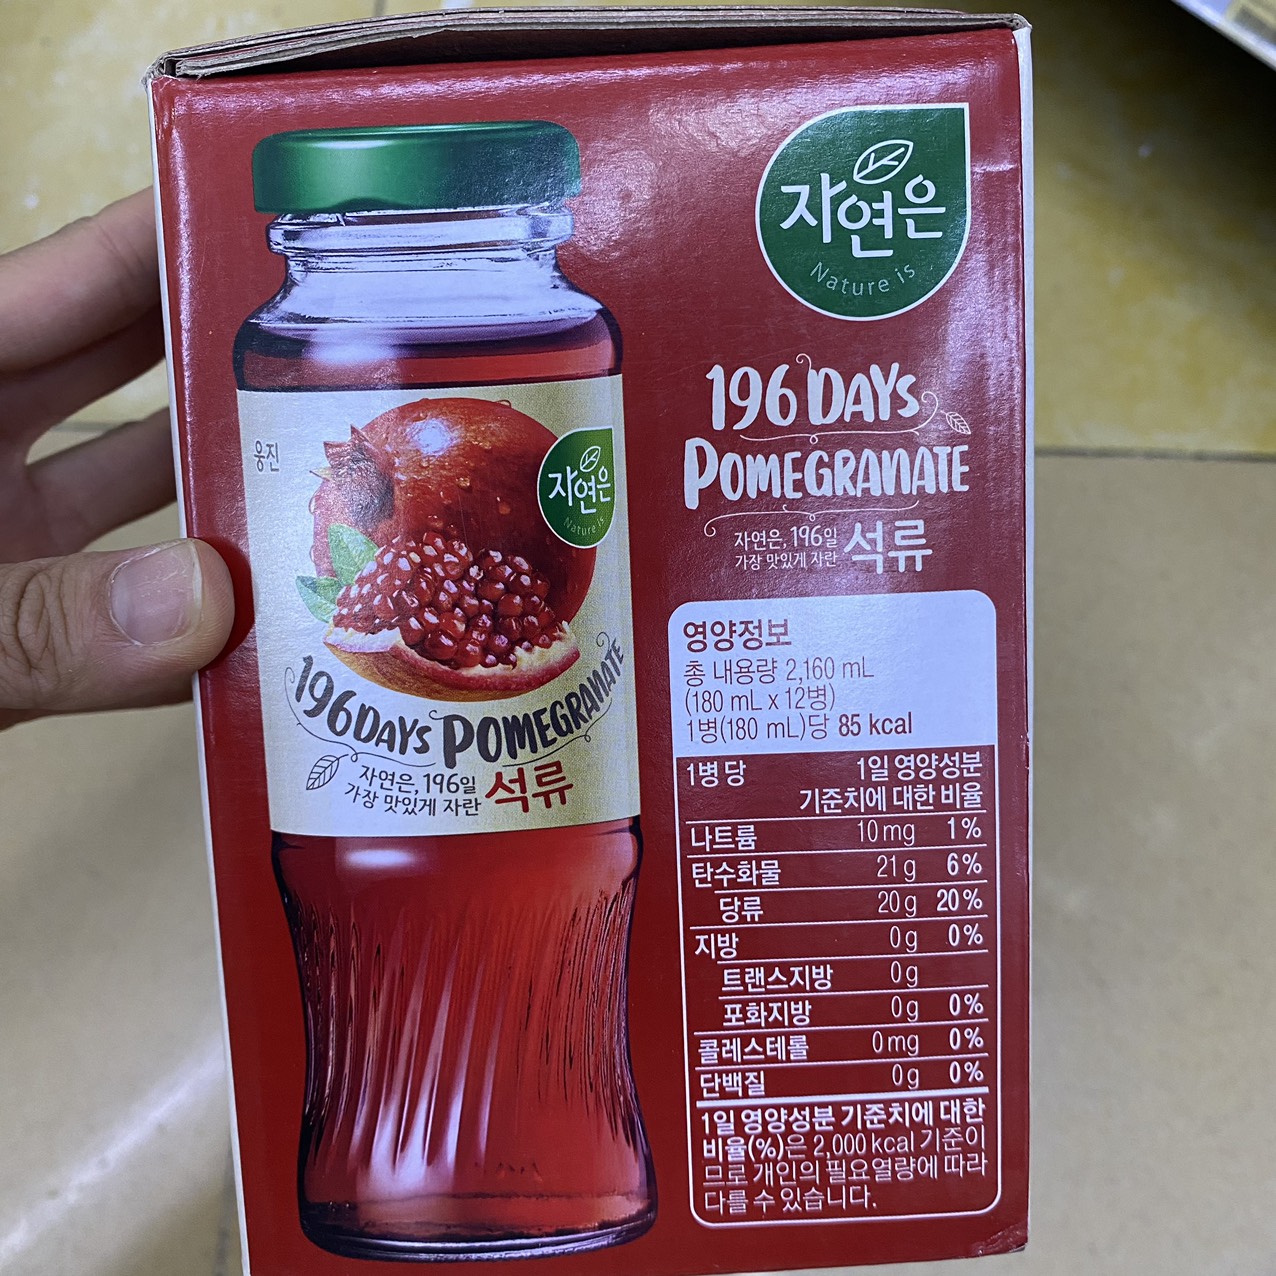 자연은
Nature is
196 DAYS
POMEGRANATE
자연은, 196일
가장 맛있게 자란 석류
웅진
자연은
Nature is
196 DAYS POMEGRANATE
자연은, 196일
가장 맛있게 자란 석류
영양정보
총 내용량 2,160 mL
(180 mL x 12병)
1병(180 mL)당 85 kcal
1병당 1일 영양성분
기준치에 대한 비율
나트륨 10 mg 1%
탄수화물 21 g 6%
당류 20 g 20%
지방 0 g 0%
트랜스지방 0 g
포화지방 0 g 0%
콜레스테롤 0 mg 0%
단백질 0 g 0%
1일 영양성분 기준치에 대한
비율(%)은 2,000 kcal 기준이
므로 개인의 필요열량에 따라
다를 수 있습니다.